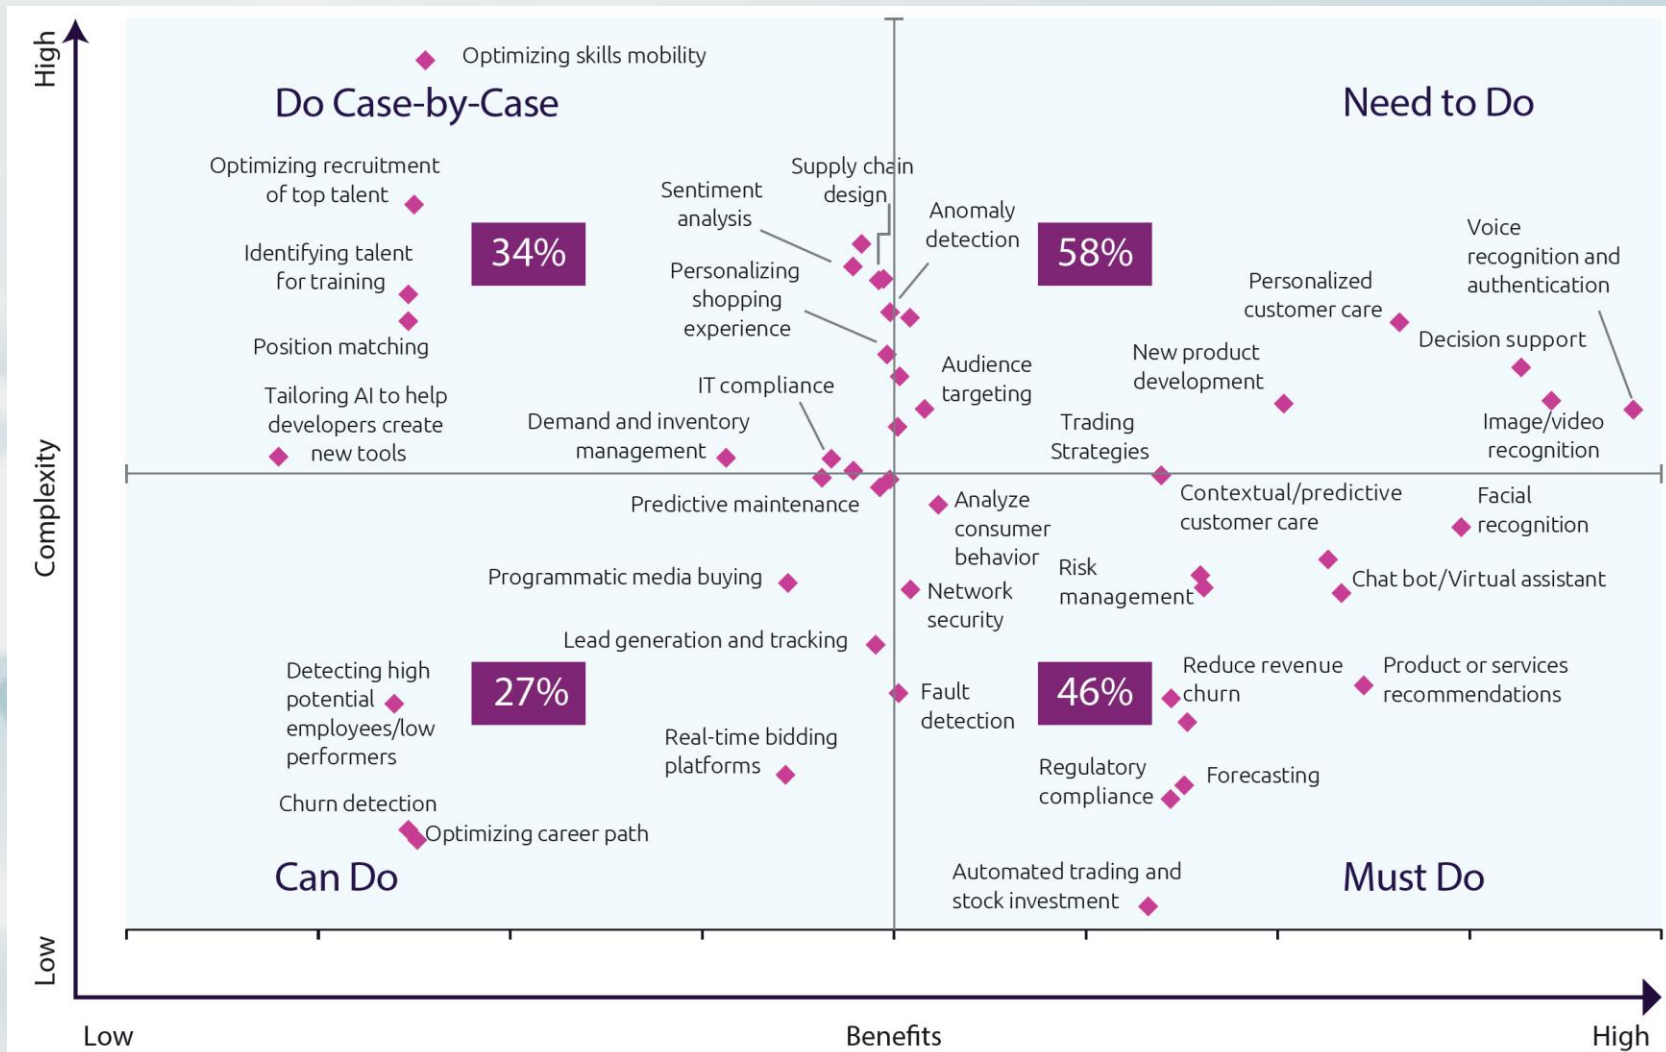 High
Complexity
Low
Optimizing skills mobility
Do Case-by-Case
Need to Do
Optimizing recruitment
of top talent
Identifying talent
for training
Position matching
Tailoring AI to help
developers create
new tools
34%
Sentiment
analysis
Supply chain
design
Anomaly
detection
Personalizing
shopping
experience
IT compliance
Demand and inventory
management
Audience
targeting
58%
Voice
recognition and
authentication
Personalized
customer care
Decision support
New product
development
Image/video
recognition
Trading
Strategies
Predictive maintenance
Analyze
consumer
behavior
Contextual/predictive
customer care
Facial
recognition
Programmatic media buying
Network
security
Risk
management
Chat bot/Virtual assistant
Lead generation and tracking
Detecting high
potential
employees/low
performers
27%
Fault
detection
46%
Reduce revenue
churn
Product or services
recommendations
Real-time bidding
platforms
Regulatory
compliance
Forecasting
Churn detection
Optimizing career path
Can Do
Automated trading and
stock investment
Must Do
Low
Benefits
High